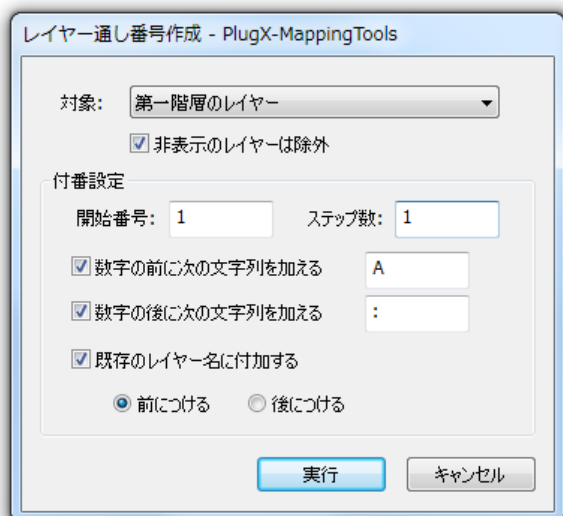 レイヤー通し番号作成 - PlugX-MappingTools
対象: 第一階層のレイヤー
非表示のレイヤーは除外
付番設定
開始番号: 1 ステップ数: 1
数字の前に次の文字列を加える A
数字の後に次の文字列を加える :
既存のレイヤー名に付加する
前につける 後につける
実行 キャンセル